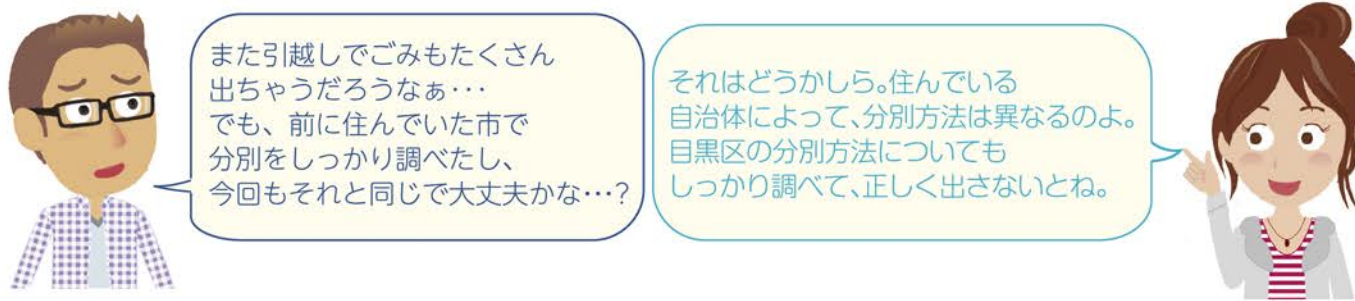 また引越しでごみもたくさん
出ちゃうだろうなぁ･･･
でも、前に住んでいた市で
分別をしっかり調べたし、
今回もそれと同じで大丈夫かな･･･?
それはどうかしら。住んでいる
自治体によって、分別方法は異なるのよ。
目黒区の分別方法についても
しっかり調べて、正しく出さないとね。